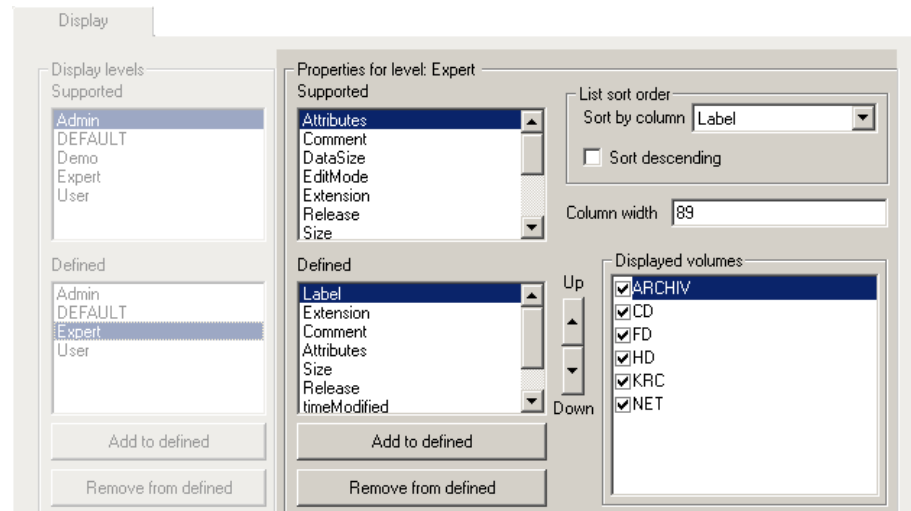 Display
Display levels
Supported
Admin
DEFAULT
Demo
Expert
User
Defined
Admin
DEFAULT
Expert
User
Add to defined
Remove from defined
Properties for level: Expert
Supported
Attributes
Comment
DataSize
EditMode
Extension
Release
Size
Defined
Label
Extension
Comment
Attributes
Size
Release
timeModified
Add to defined
Remove from defined
Up
Down
List sort order
Sort by column Label
Sort descending
Column width 89
Displayed volumes
ARCHIV
CD
FD
HD
KRC
NET